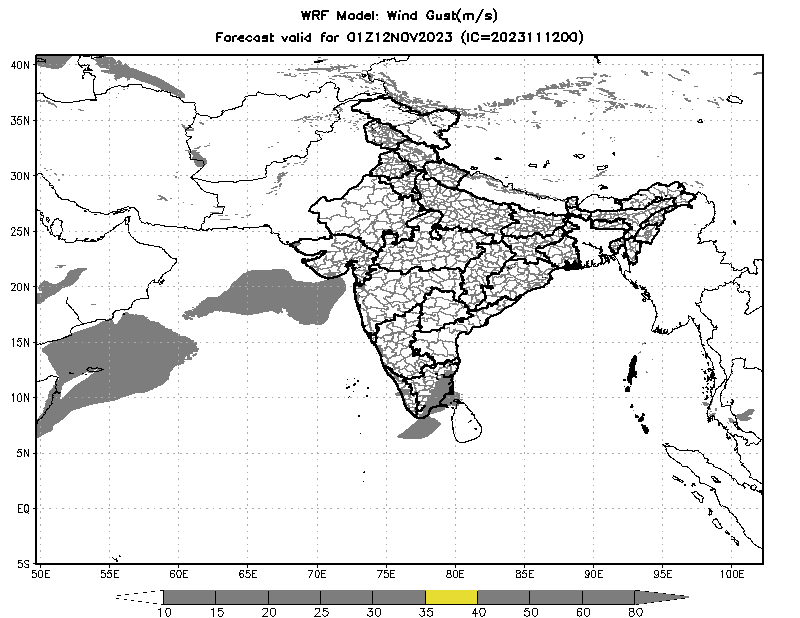 WRF Model: Wind Gust(m/s)
Forecast valid for 01Z12NOV2023 (IC=2023111200)
40N
35N
30N
25N
20N
15N
10N
5N
EQ
5S
50E 55E 60E 65E 70E 75E 80E 85E 90E 95E 100E
10 15 20 25 30 35 40 50 60 80